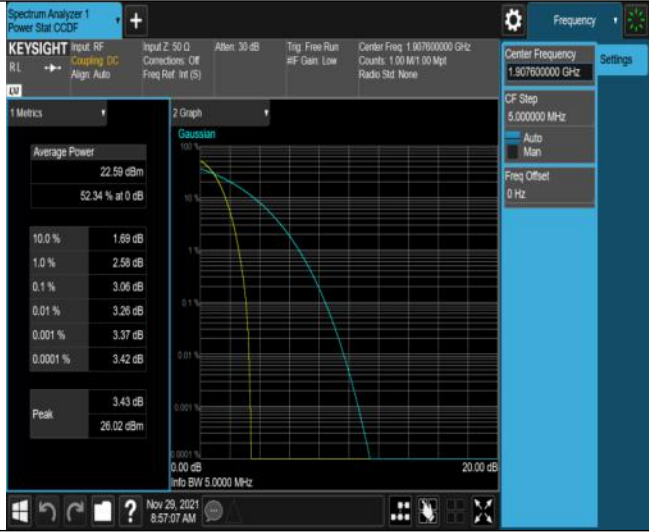 Spectrum Analyzer 1
Power Stat CCDF
+
Frequency
KEYSIGHT
RL
Input: RF
Coupling: DC
Align: Auto
Input Z: 50 Ω
Corrections: Off
Freq Ref: Int (S)
Atten: 30 dB
Trig: Free Run
#IF Gain: Low
Center Freq: 1.907600000 GHz
Counts: 1.00 M/1.00 Mpt
Radio Std: None
Center Frequency
1.907600000 GHz
Settings
CF Step
5.000000 MHz
Auto
Man
Freq Offset
0 Hz
1 Metrics
Average Power
22.59 dBm
52.34 % at 0 dB
10.0 % 1.69 dB
1.0 % 2.58 dB
0.1 % 3.06 dB
0.01 % 3.26 dB
0.001 % 3.37 dB
0.0001 % 3.42 dB
Peak
3.43 dB
26.02 dBm
2 Graph
Gaussian
100 %
10 %
1 %
0.1 %
0.01 %
0.001 %
0.0001 %
0.00 dB
20.00 dB
Info BW 5.0000 MHz
?
Nov 29, 2021
8:57:07 AM